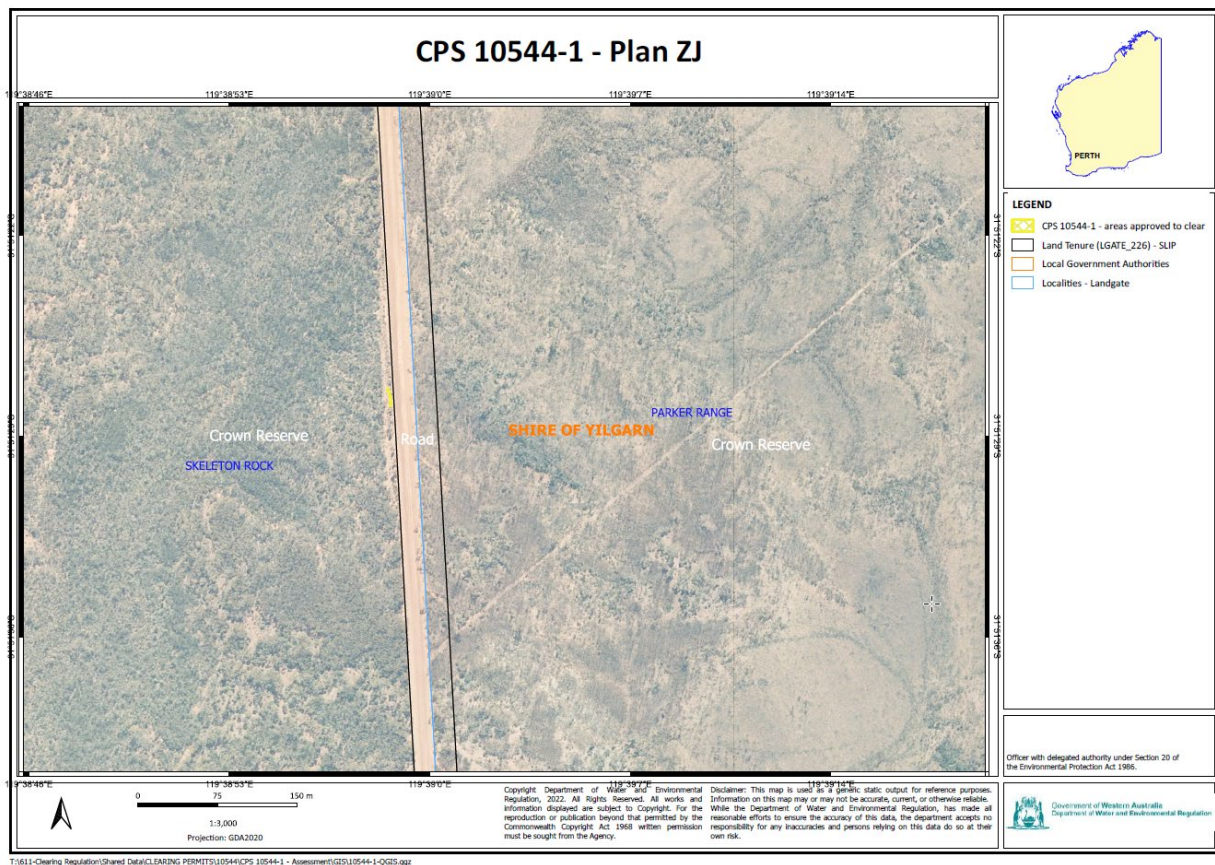 CPS 10544-1 - Plan ZJ
119°38'46"E
119°38'53"E
119°39'0"E
119°39'7"E
119°39'14"E
31°51'22"S
31°51'22"S
31°51'29"S
31°51'29"S
31°51'36"S
31°51'36"S
PARKER RANGE
SHIRE OF YILGARN
Crown Reserve
Road
Crown Reserve
SKELETON ROCK
119°38'46"E
119°38'53"E
119°39'0"E
119°39'7"E
119°39'14"E
0 75 150 m
1:3,000
Projection: GDA2020
Copyright Department of Water and Environmental
Regulation, 2022. All Rights Reserved. All works and
information displayed are subject to Copyright. For the
reproduction or publication beyond that permitted by the
Commonwealth Copyright Act 1968 written permission
must be sought from the Agency.
Disclaimer: This map is used as a generic static output for reference purposes.
Information on this map may or may not be accurate, current, or otherwise reliable.
While the Department of Water and Environmental Regulation, has made all
reasonable efforts to ensure the accuracy of this data, the department accepts no
responsibility for any inaccuracies and persons relying on this data do so at their
own risk.
PERTH
LEGEND
CPS 10544-1 - areas approved to clear
Land Tenure (LGATE_226) - SLIP
Local Government Authorities
Localities - Landgate
Officer with delegated authority under Section 20 of
the Environmental Protection Act 1986.
Government of Western Australia
Department of Water and Environmental Regulation
T:\611-Clearing Regulation\Shared Data\CLEARING PERMITS\10544\CPS 10544-1 - Assessment\GIS\10544-1-QGIS.qgz